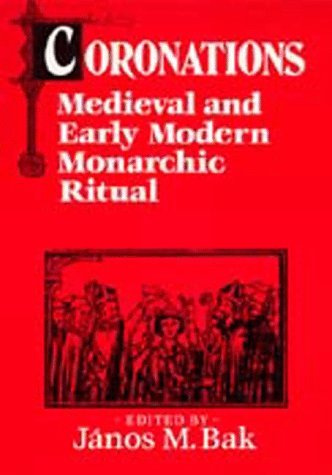 CORONATIONS
Medieval and
Early Modern
Monarchic
Ritual
- EDITED BY -
János M. Bak